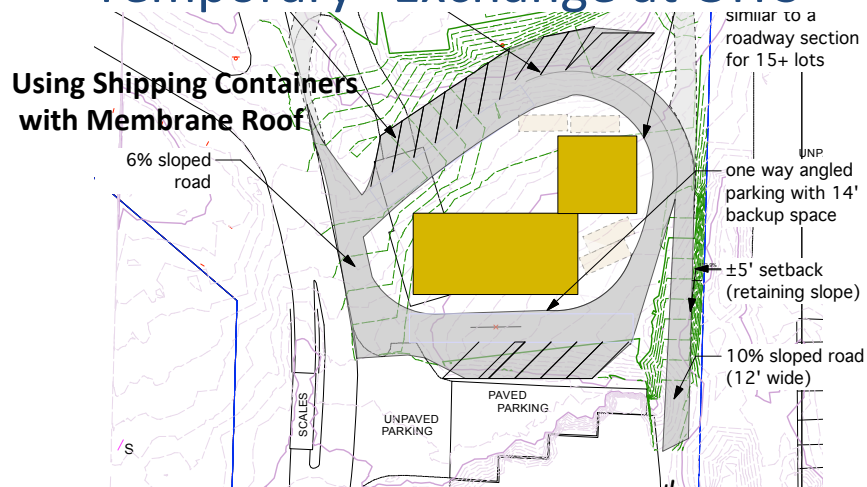 similar to a
roadway section
for 15+ lots
Using Shipping Containers
with Membrane Roof
6% sloped
road
UNP
one way angled
parking with 14'
backup space
±5' setback
(retaining slope)
10% sloped road
(12' wide)
SCALES
UNPAVED
PARKING
PAVED
PARKING
S